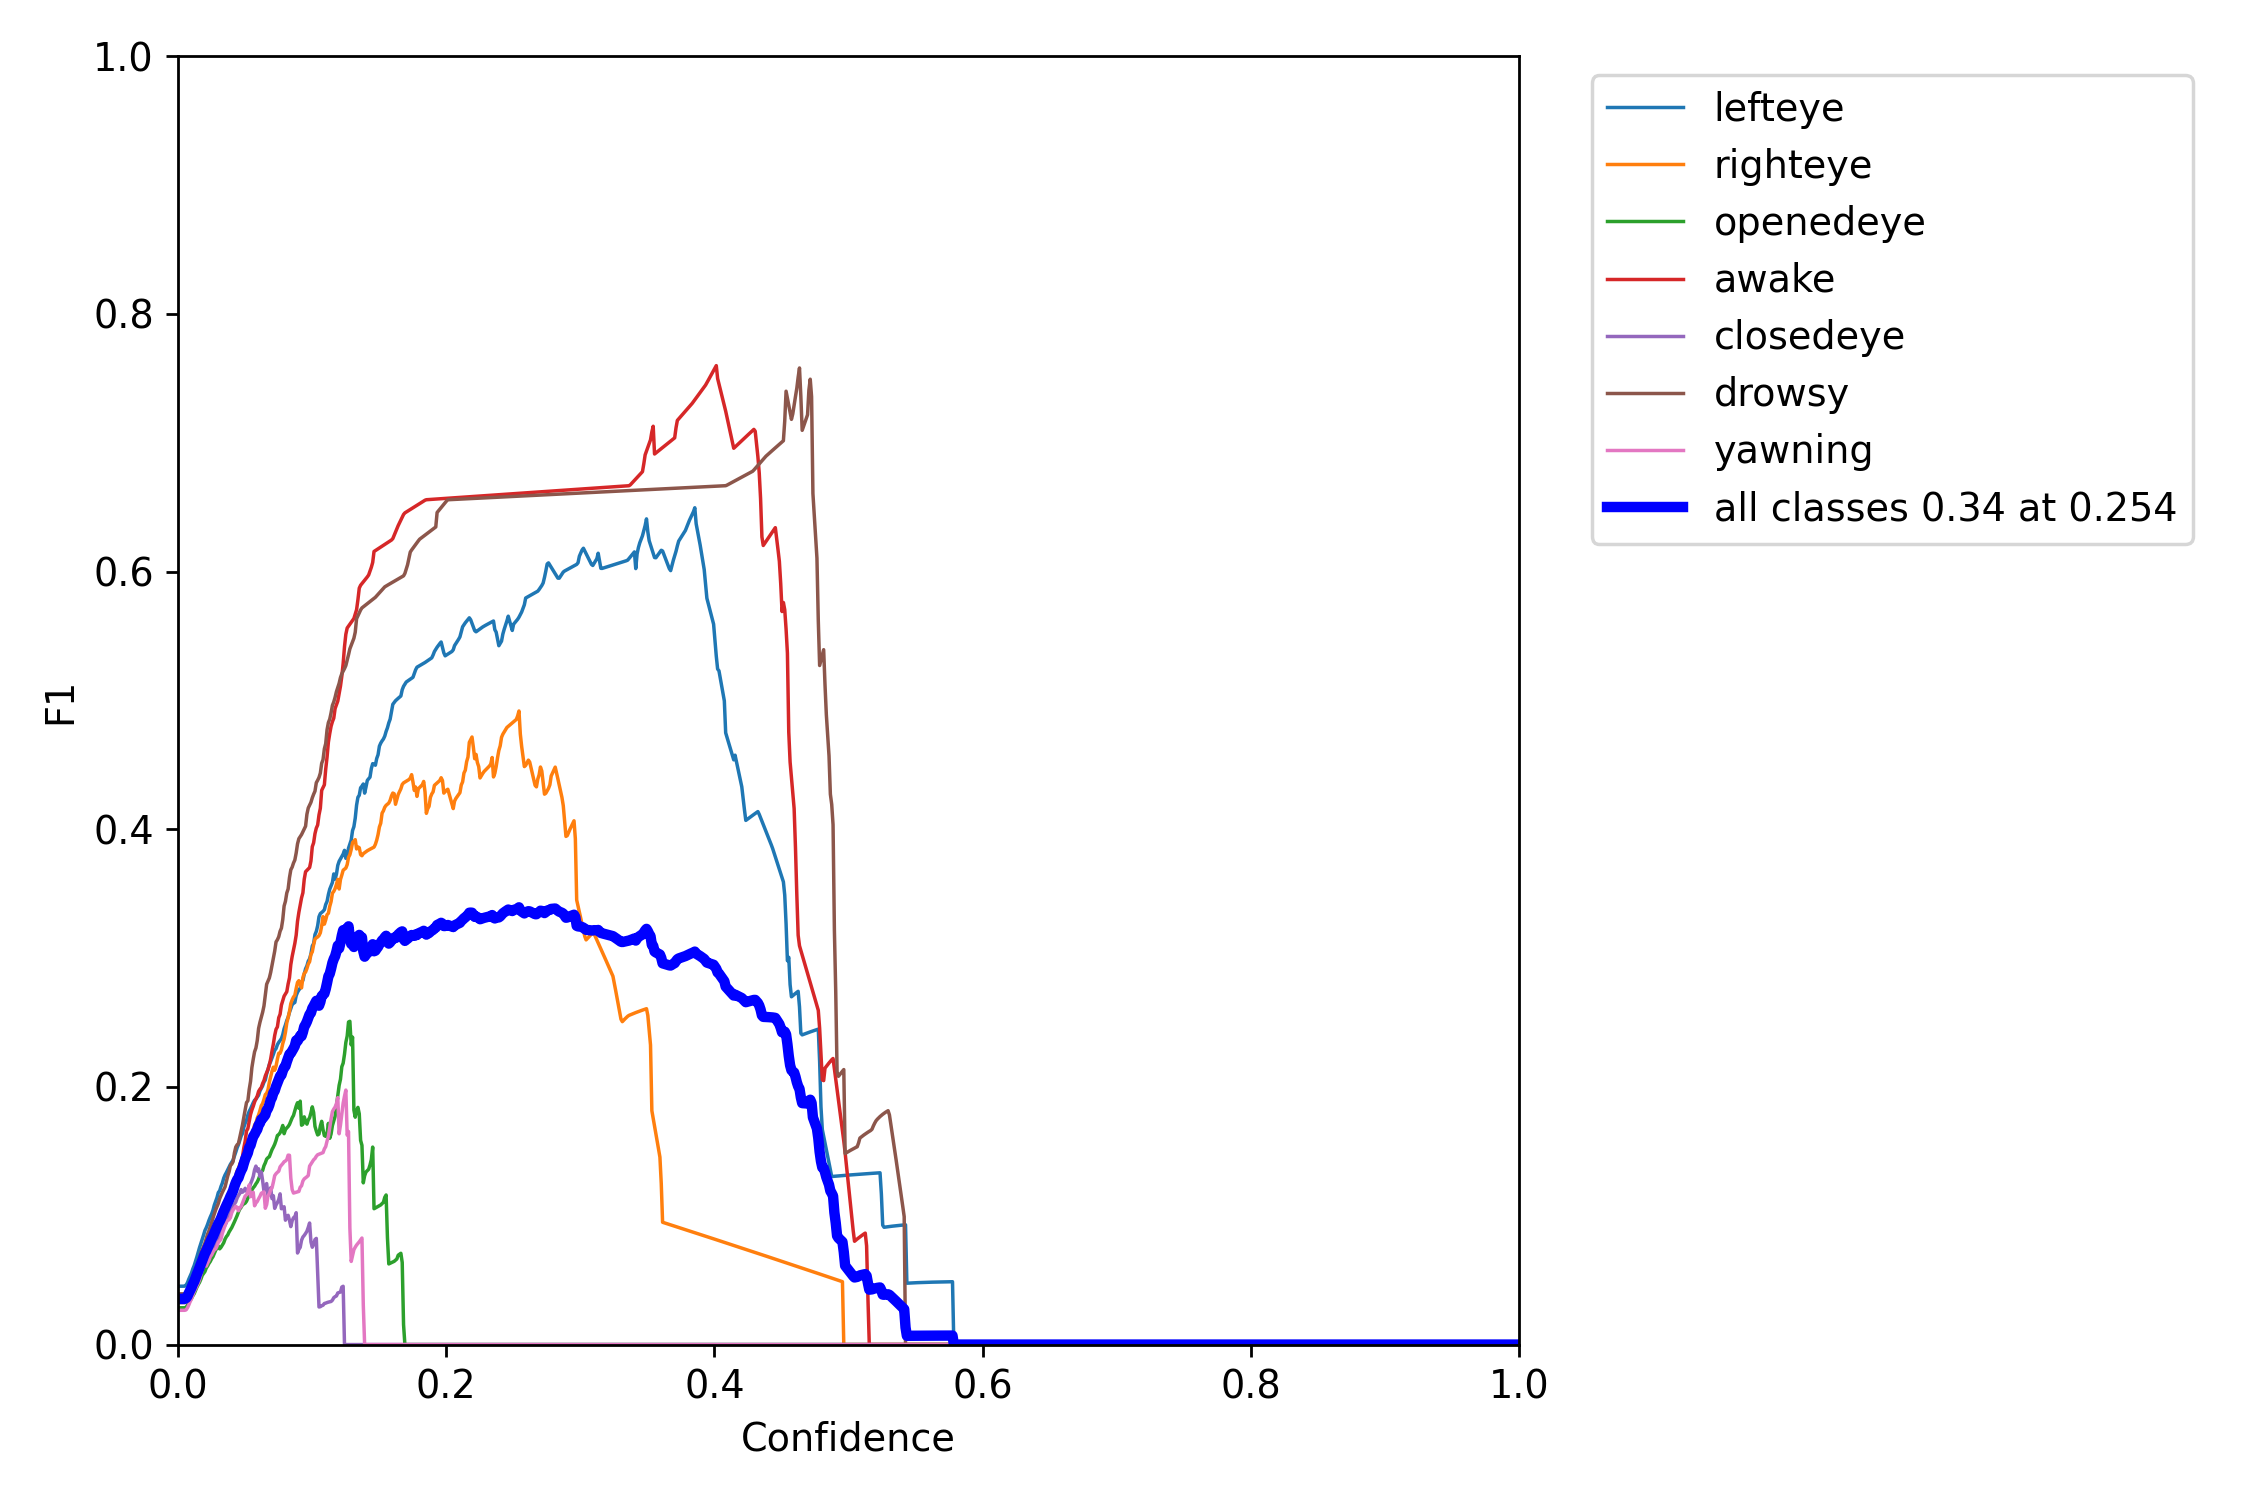 1.0
0.8
0.6
0.4
0.2
0.0
F1
0.0 0.2 0.4 0.6 0.8 1.0
Confidence
lefteye
righteye
openedeye
awake
closedeye
drowsy
yawning
all classes 0.34 at 0.254